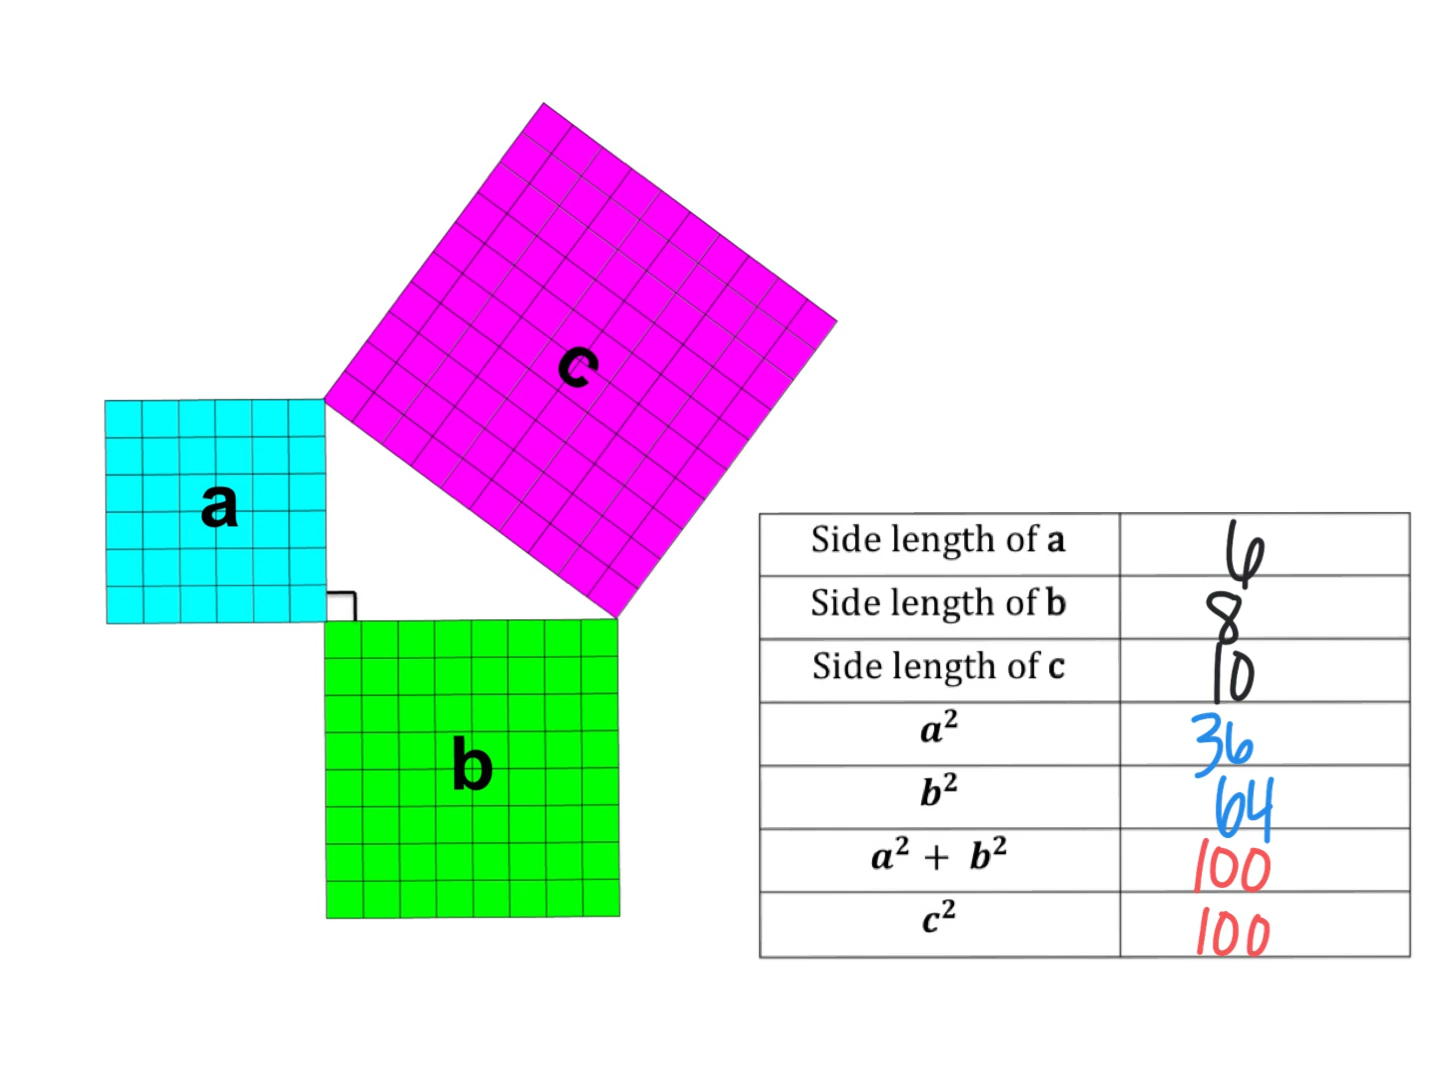 c
a
b
Side length of a 6
Side length of b 8
Side length of c 10
a² 36
b² 64
a² + b² 100
c² 100